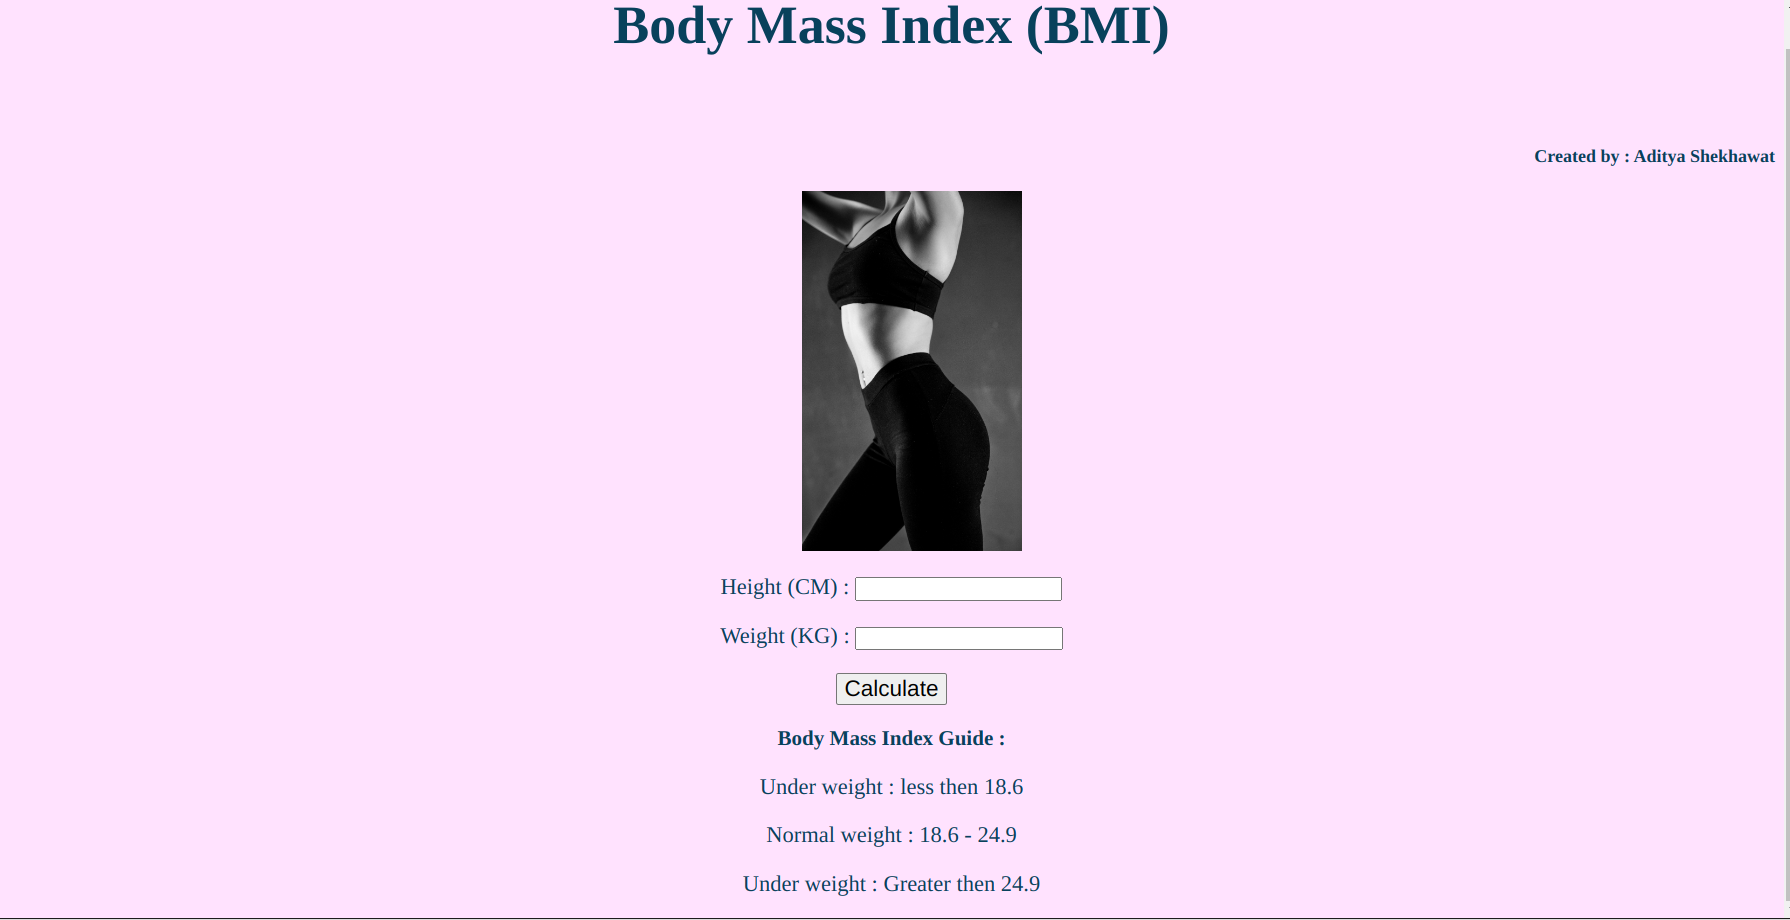 Body Mass Index (BMI)
Created by : Aditya Shekhawat
Height (CM) :
Weight (KG) :
Calculate
Body Mass Index Guide :
Under weight : less then 18.6
Normal weight : 18.6 - 24.9
Under weight : Greater then 24.9